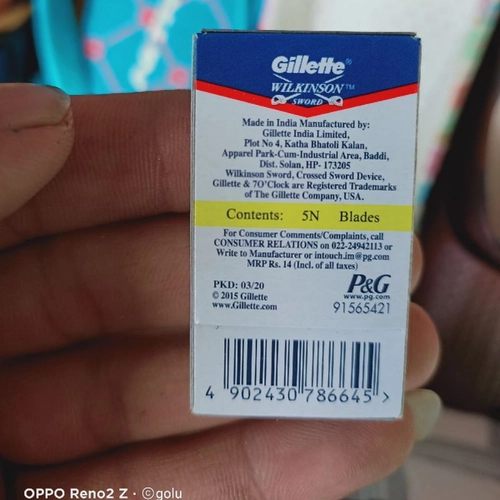 Gillette®
WILKINSON™
SWORD
Made in India Manufactured by:
Gillette India Limited,
Plot No 4, Katha Bhatoli Kalan,
Apparel Park-Cum-Industrial Area, Baddi,
Dist. Solan, HP- 173205
Wilkinson Sword, Crossed Sword Device,
Gillette & 7O'Clock are Registered Trademarks
of The Gillette Company, USA.
Contents: 5N Blades
For Consumer Comments/Complaints, call
CONSUMER RELATIONS on 022-24942113 or
Write to Manufacturer or intouch.im@pg.com
MRP Rs. 14 (Incl. of all taxes)
PKD: 03/20
© 2015 Gillette
www.Gillette.com
P&G
www.pg.com
91565421
4 902430 786645 >
OPPO Reno2 Z · ©golu